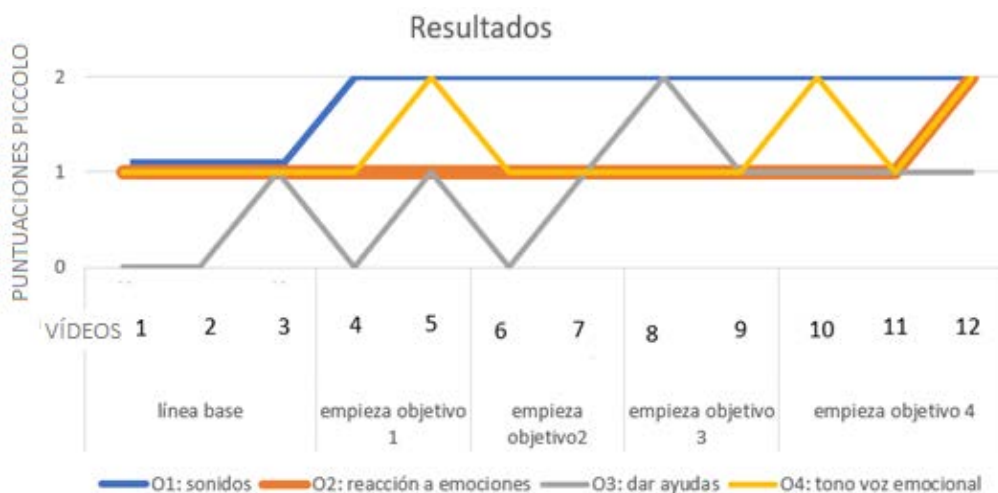 Resultados
PUNTUACIONES PICCOLO
2
1
0
VÍDEOS 1 2 3 4 5 6 7 8 9 10 11 12
línea base empieza objetivo empieza empieza objetivo empieza objetivo 4
1 objetivo2 3
O1: sonidos O2: reacción a emociones O3: dar ayudas O4: tono voz emocional